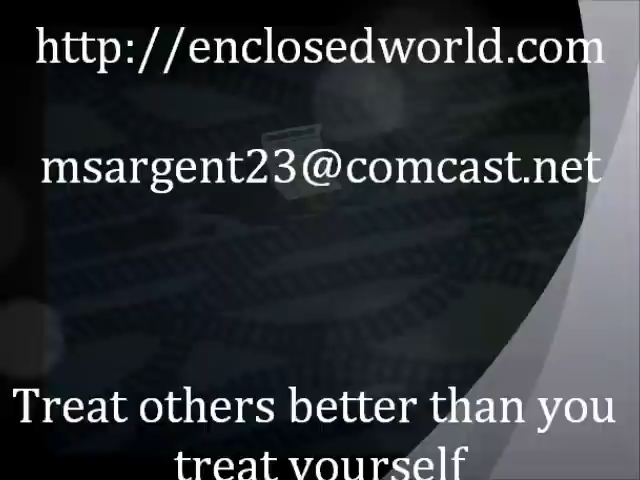 http://enclosedworld.com
msargent23@comcast.net
Treat others better than you
treat yourself